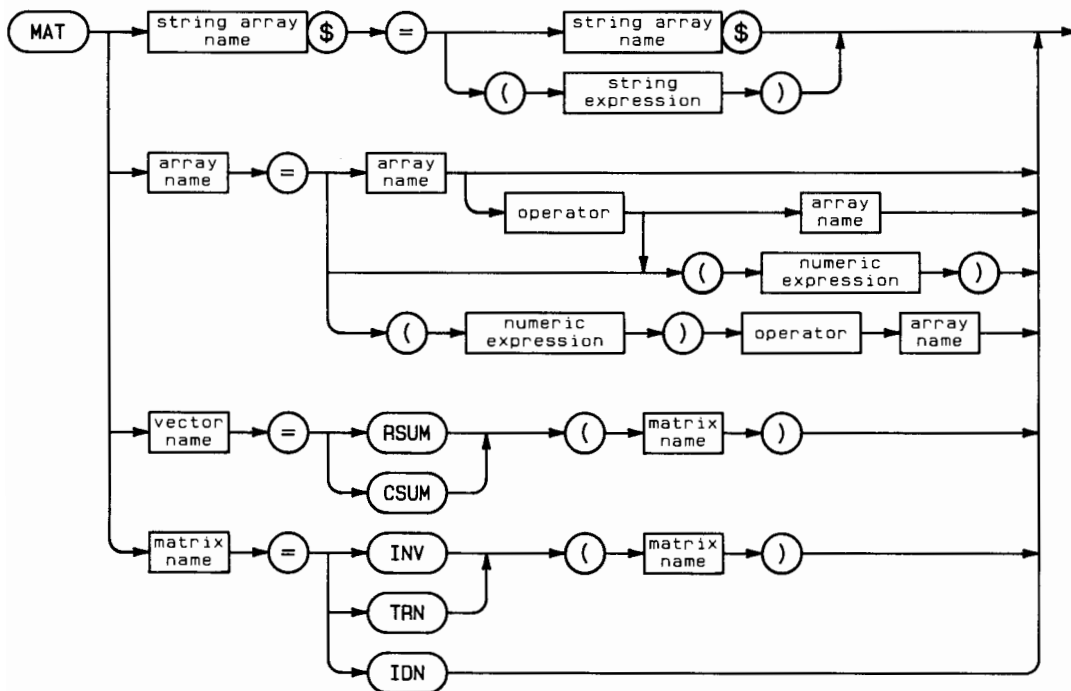 MAT string array name $ = string array name $
( string expression )
array name = array name
operator array name
( numeric expression )
( numeric expression ) operator array name
vector name = RSUM ( matrix name )
CSUM
matrix name = INV ( matrix name )
TRN
IDN